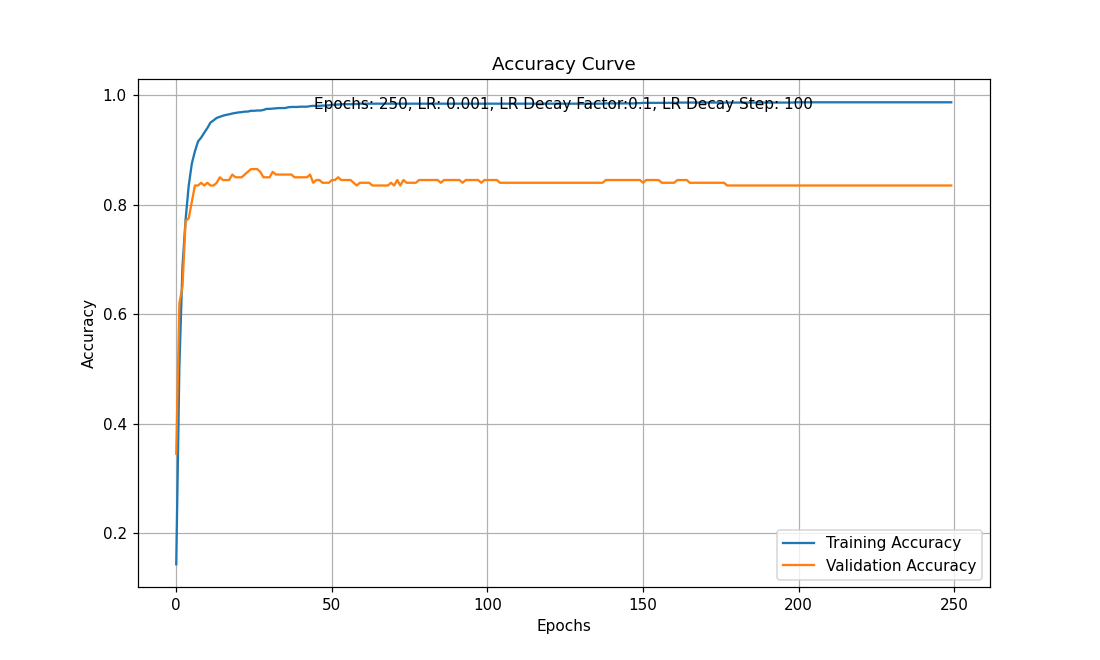 Accuracy Curve
Epochs: 250, LR: 0.001, LR Decay Factor:0.1, LR Decay Step: 100
Accuracy
1.0
0.8
0.6
0.4
0.2
0 50 100 150 200 250
Epochs
Training Accuracy
Validation Accuracy